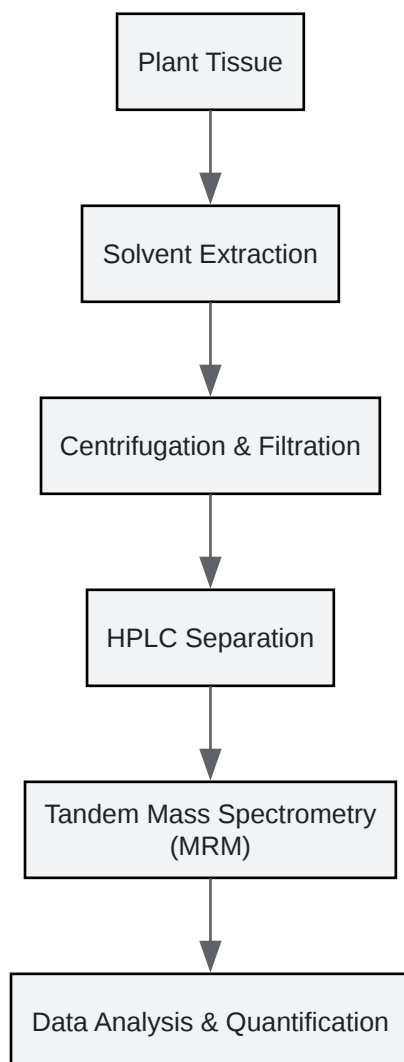 Plant Tissue
Solvent Extraction
Centrifugation & Filtration
HPLC Separation
Tandem Mass Spectrometry
(MRM)
Data Analysis & Quantification